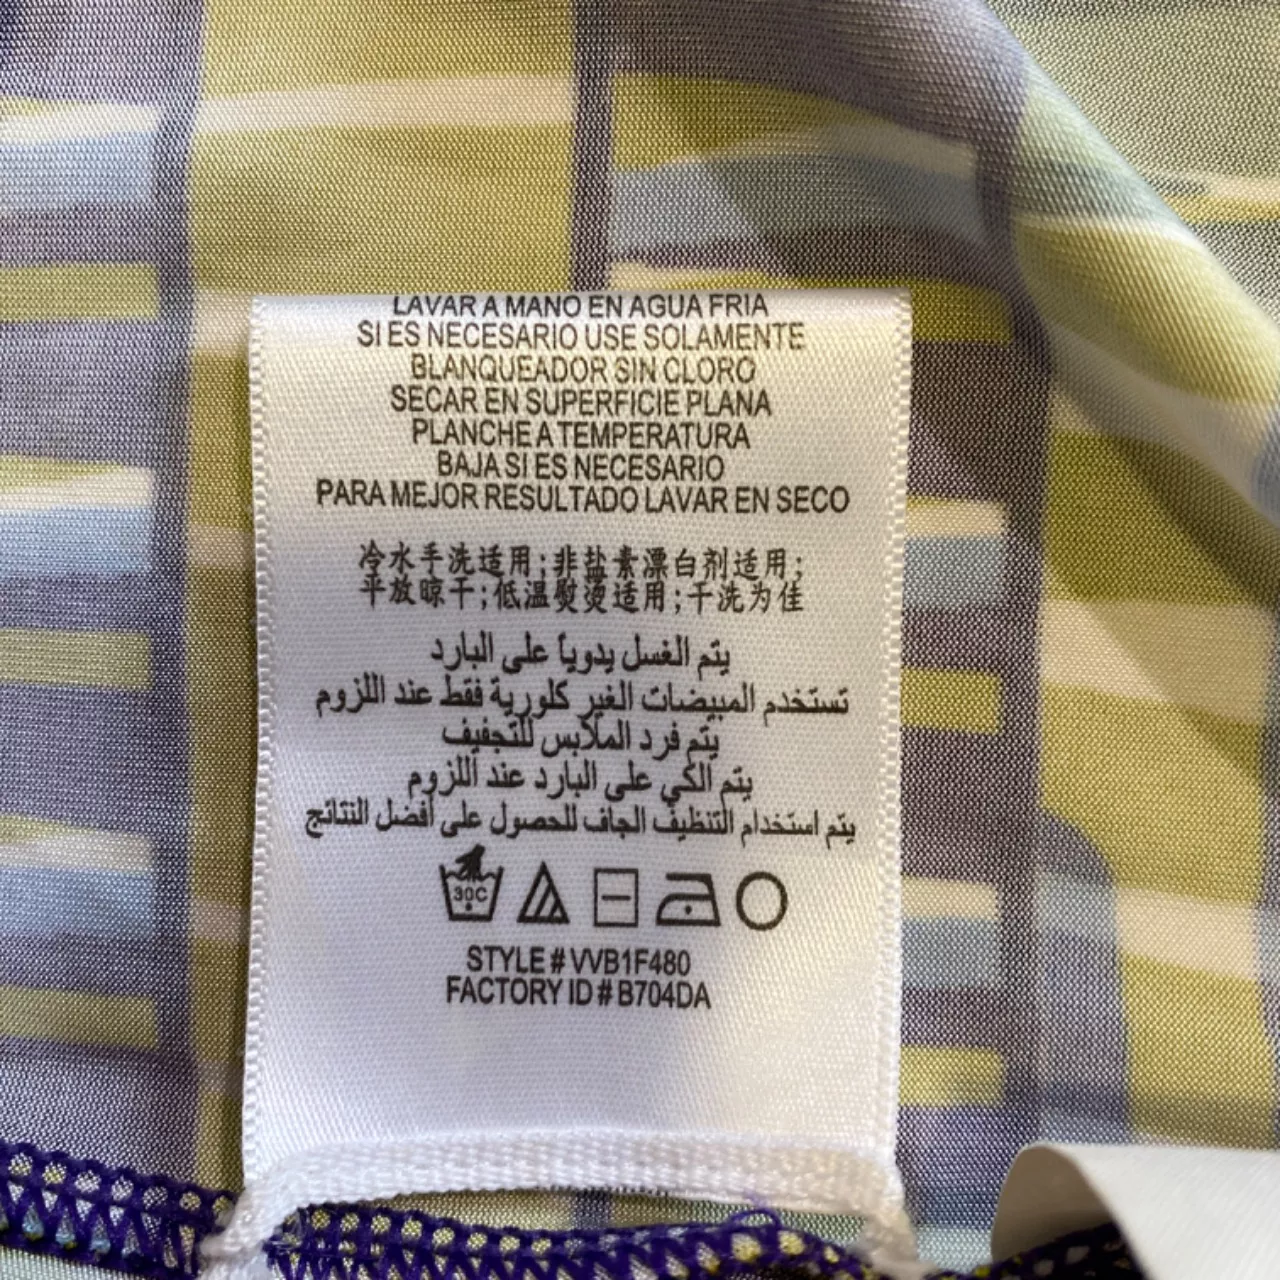 LAVAR A MANO EN AGUA FRIA
SI ES NECESARIO USE SOLAMENTE
BLANQUEADOR SIN CLORO
SECAR EN SUPERFICIE PLANA
PLANCHE A TEMPERATURA
BAJA SI ES NECESARIO
PARA MEJOR RESULTADO LAVAR EN SECO
冷水手洗适用;非盐素漂白剂适用;
平放晾干;低温熨烫适用;干洗为佳
يتم الغسل يدوياً على البارد
تستخدم المبيضات الغير كلورية فقط عند اللزوم
يتم فرد الملابس للتجفيف
يتم الكي على البارد عند اللزوم
يتم استخدام التنظيف الجاف للحصول على أفضل النتائج
30C
STYLE # VVB1F480
FACTORY ID # B704DA